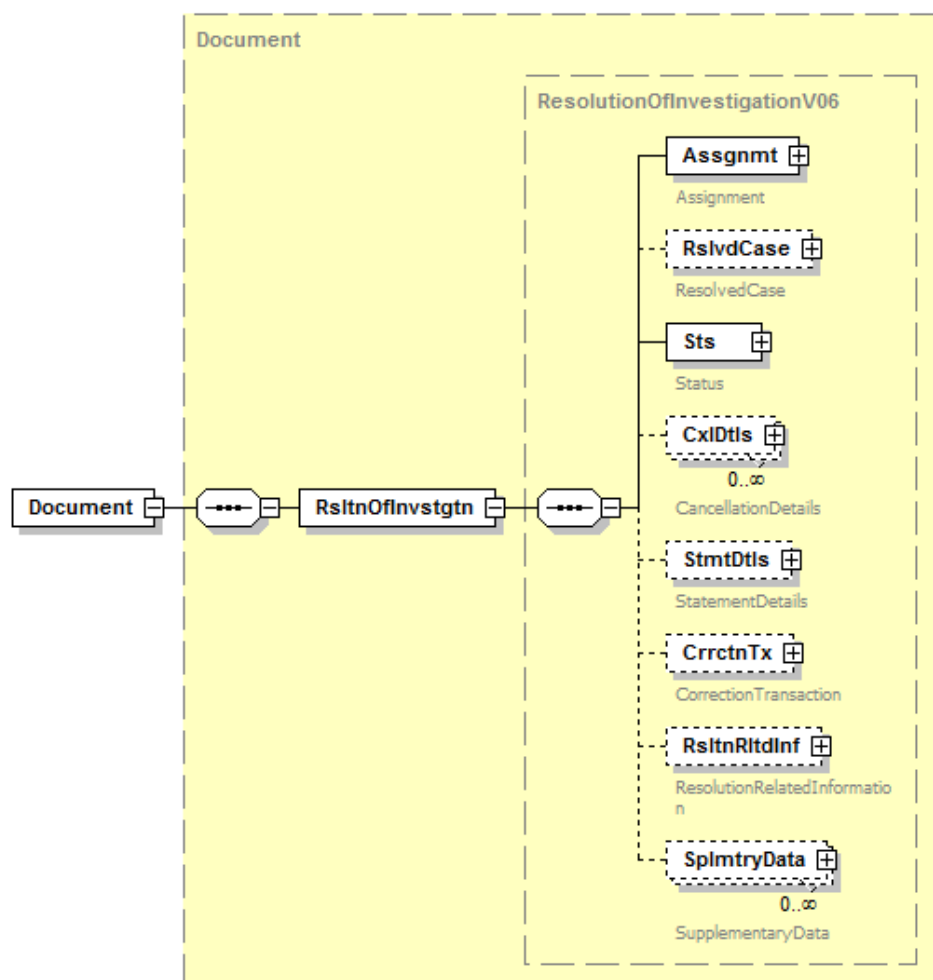 Document
ResolutionOfInvestigationV06
Assgnmt
Assignment
RslvdCase
ResolvedCase
Sts
Status
CxlDtls
0..∞
CancellationDetails
Document
RsltnOfInvstgtn
StmtDtls
StatementDetails
CrrctnTx
CorrectionTransaction
RsltnRltdInf
ResolutionRelatedInformatio
n
SplmtryData
0..∞
SupplementaryData